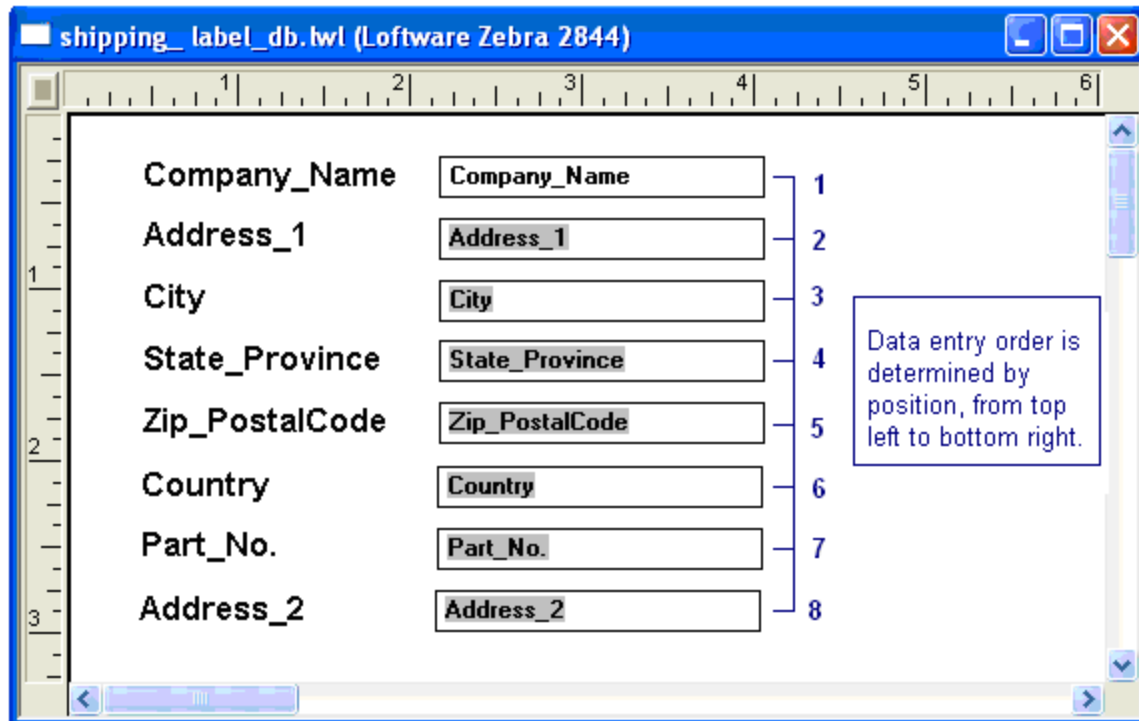 shipping_ label_db.lwl (Loftware Zebra 2844)
1 2 3 4 5 6
Company_Name Company_Name 1
Address_1 Address_1 2
1
City City 3
State_Province State_Province 4
Data entry order is
determined by
position, from top
left to bottom right.
Zip_PostalCode Zip_PostalCode 5
2
Country Country 6
Part_No. Part_No. 7
Address_2 Address_2 8
3